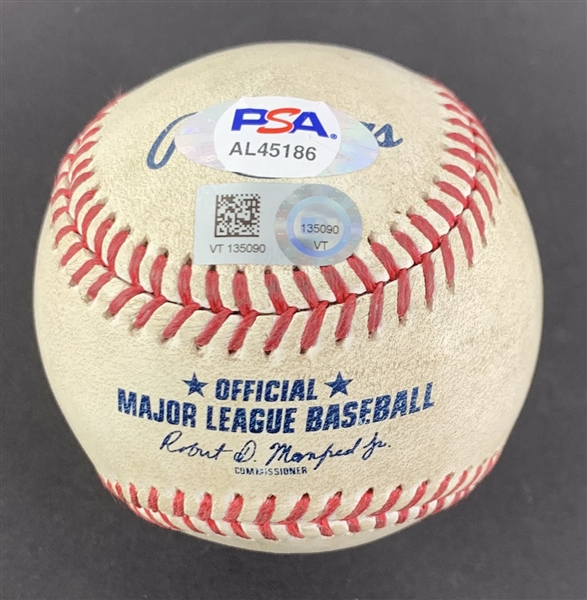 PSA
AL45186
VT 135090
135090
VT
OFFICIAL
MAJOR LEAGUE BASEBALL
Robert D. Manfred Jr.
COMMISSIONER